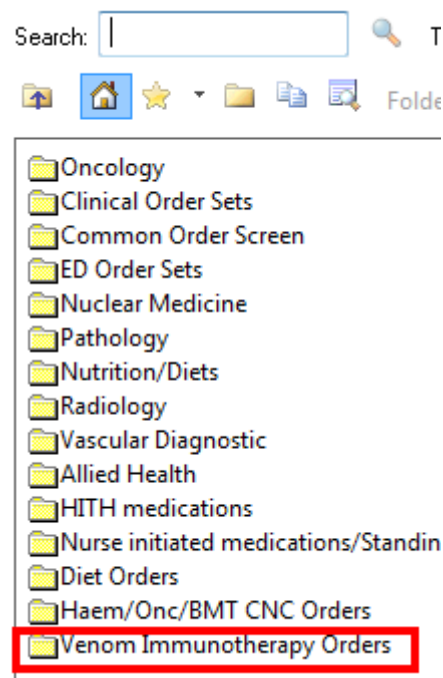 Search: T
Folde
Oncology
Clinical Order Sets
Common Order Screen
ED Order Sets
Nuclear Medicine
Pathology
Nutrition/Diets
Radiology
Vascular Diagnostic
Allied Health
HITH medications
Nurse initiated medications/Standin
Diet Orders
Haem/Onc/BMT CNC Orders
Venom Immunotherapy Orders